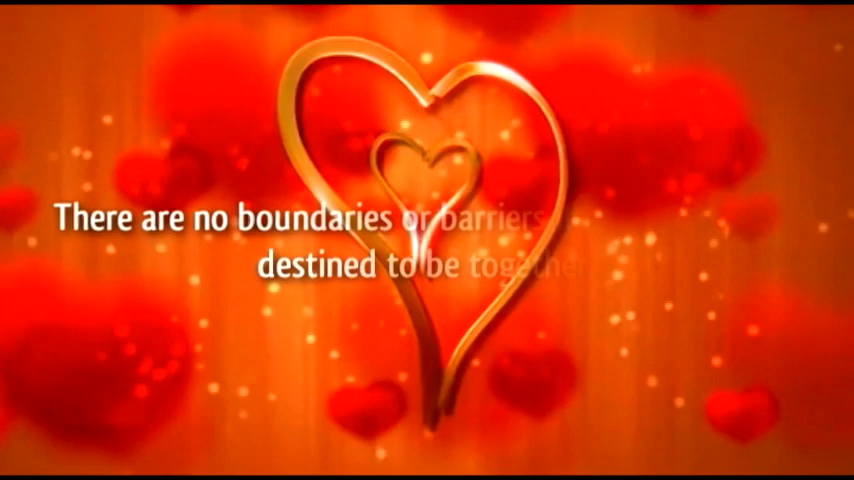 There are no boundaries or barriers
destined to be together